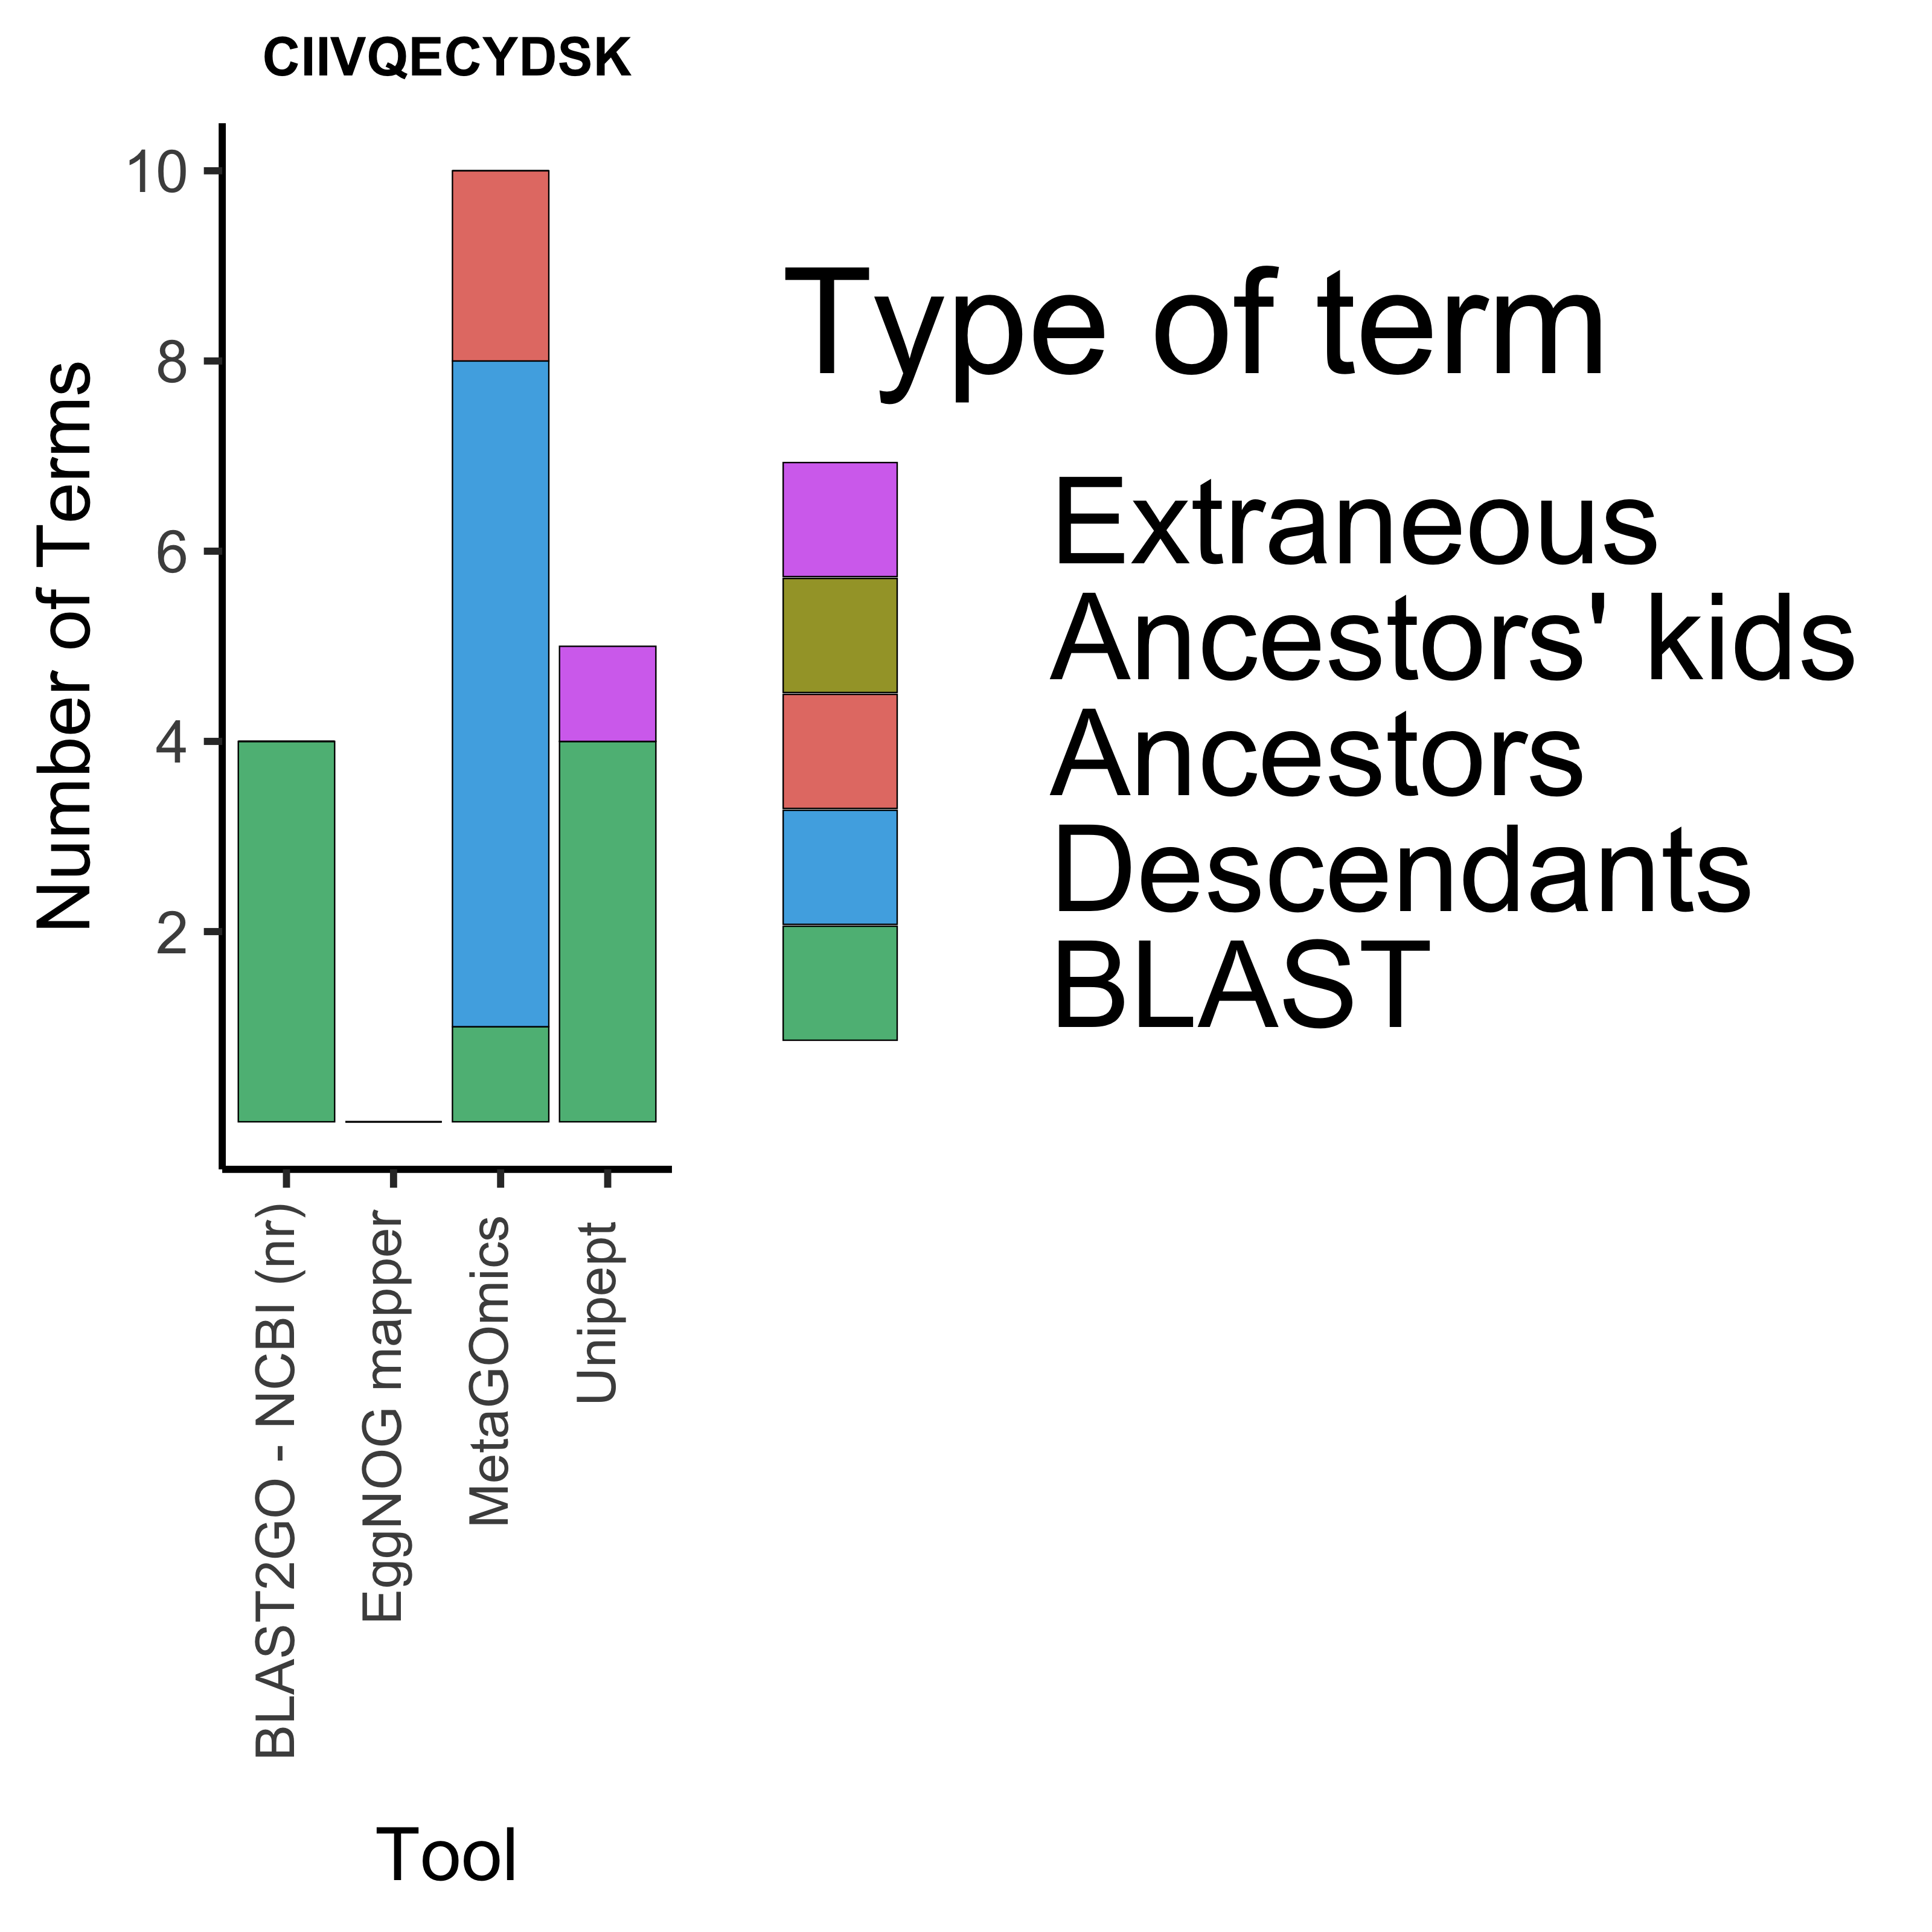 CIIVQECYDSK
Number of Terms
10
8
6
4
2
BLAST2GO - NCBI (nr)
EggNOG mapper
MetaGOmics
Unipept
Tool
Type of term
Extraneous
Ancestors' kids
Ancestors
Descendants
BLAST